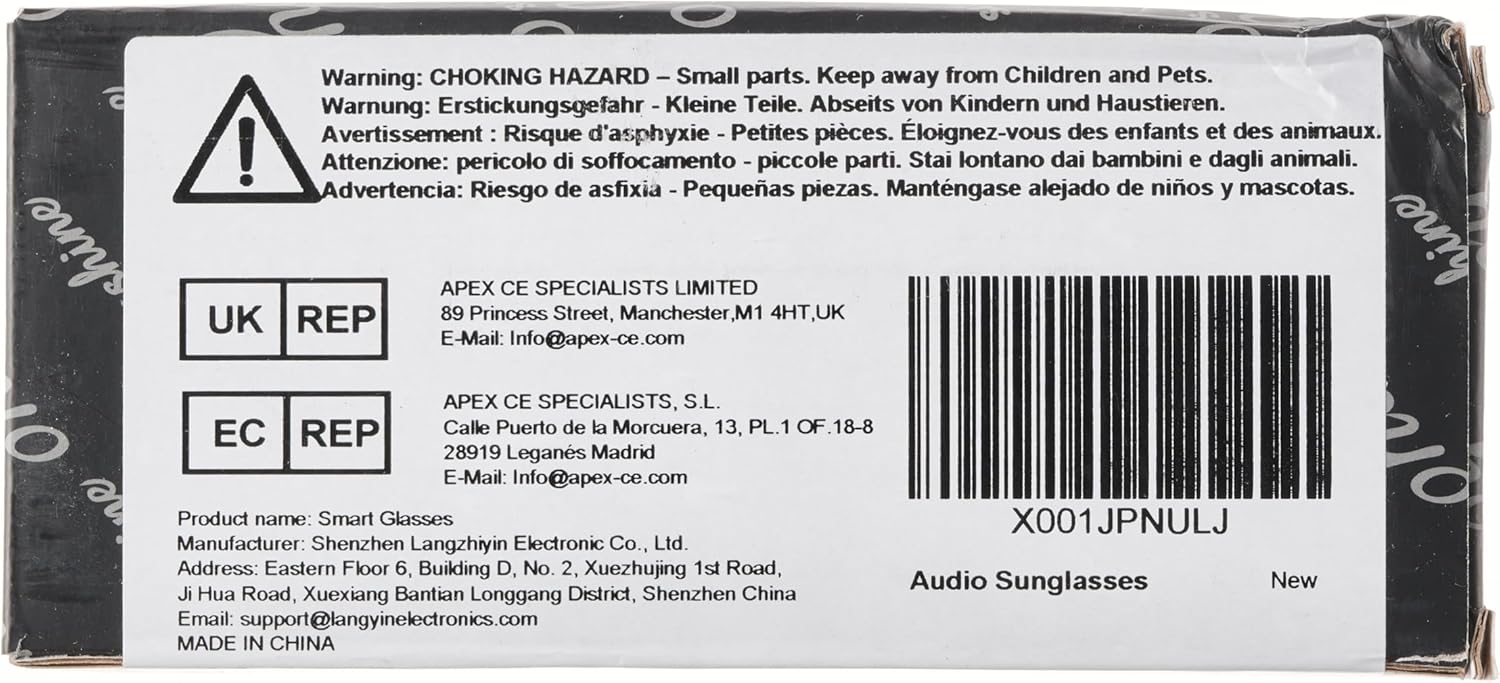 Warning: CHOKING HAZARD – Small parts. Keep away from Children and Pets.
Warnung: Erstickungsgefahr - Kleine Teile. Abseits von Kindern und Haustieren.
Avertissement : Risque d'asphyxie - Petites pièces. Éloignez-vous des enfants et des animaux.
Attenzione: pericolo di soffocamento - piccole parti. Stai lontano dai bambini e dagli animali.
Advertencia: Riesgo de asfixia - Pequeñas piezas. Manténgase alejado de niños y mascotas.
UK REP
APEX CE SPECIALISTS LIMITED
89 Princess Street, Manchester,M1 4HT,UK
E-Mail: Info@apex-ce.com
EC REP
APEX CE SPECIALISTS, S.L.
Calle Puerto de la Morcuera, 13, PL.1 OF.18-8
28919 Leganés Madrid
E-Mail: Info@apex-ce.com
Product name: Smart Glasses
Manufacturer: Shenzhen Langzhiyin Electronic Co., Ltd.
Address: Eastern Floor 6, Building D, No. 2, Xuezhujing 1st Road,
Ji Hua Road, Xuexiang Bantian Longgang District, Shenzhen China
Email: support@langyinelectronics.com
MADE IN CHINA
X001JPNULJ
Audio Sunglasses New